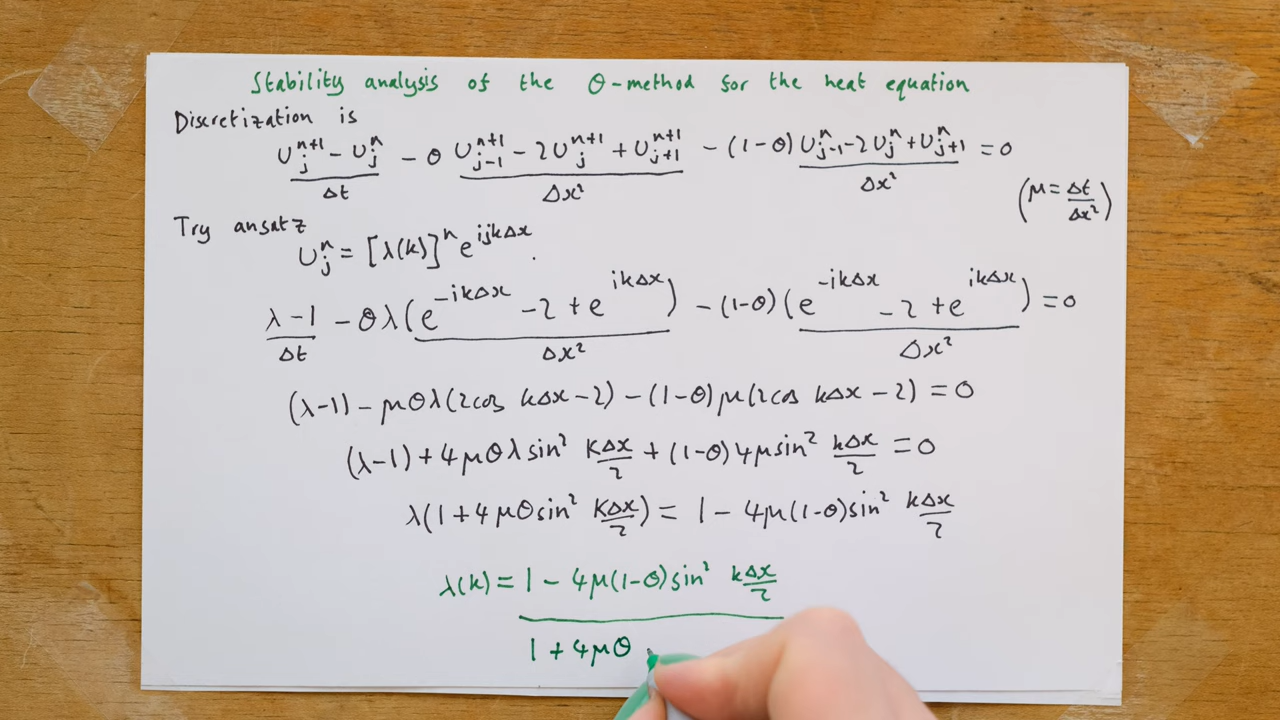 Stability analysis of the θ-method for the heat equation
Discretization is
(U_j^{n+1} - U_j^n)/Δt - θ (U_{j-1}^{n+1} - 2U_j^{n+1} + U_{j+1}^{n+1})/Δx² - (1-θ) (U_{j-1}^n - 2U_j^n + U_{j+1}^n)/Δx² = 0
(μ = Δt/Δx²)
Try ansatz
U_j^n = [λ(k)]^n e^{ijkΔx}.
(λ-1)/Δt - θλ(e^{-ikΔx} - 2 + e^{ikΔx})/Δx² - (1-θ)(e^{-ikΔx} - 2 + e^{ikΔx})/Δx² = 0
(λ-1) - μθλ(2cos kΔx - 2) - (1-θ)μ(2cos kΔx - 2) = 0
(λ-1) + 4μθλ sin² kΔx/2 + (1-θ)4μ sin² kΔx/2 = 0
λ(1 + 4μθ sin² kΔx/2) = 1 - 4μ(1-θ) sin² kΔx/2
λ(k) = 1 - 4μ(1-θ) sin² kΔx/2
1 + 4μθ